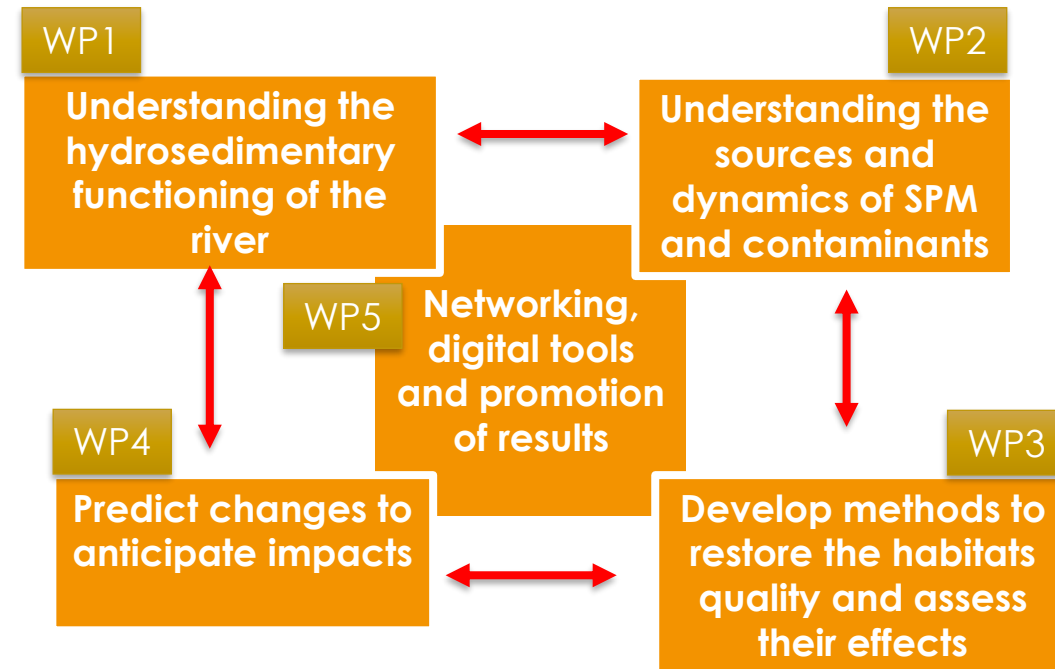 WP1
Understanding the
hydrosedimentary
functioning of the
river
WP2
Understanding the
sources and
dynamics of SPM
and contaminants
WP5
Networking,
digital tools
and promotion
of results
WP4
Predict changes to
anticipate impacts
WP3
Develop methods to
restore the habitats
quality and assess
their effects